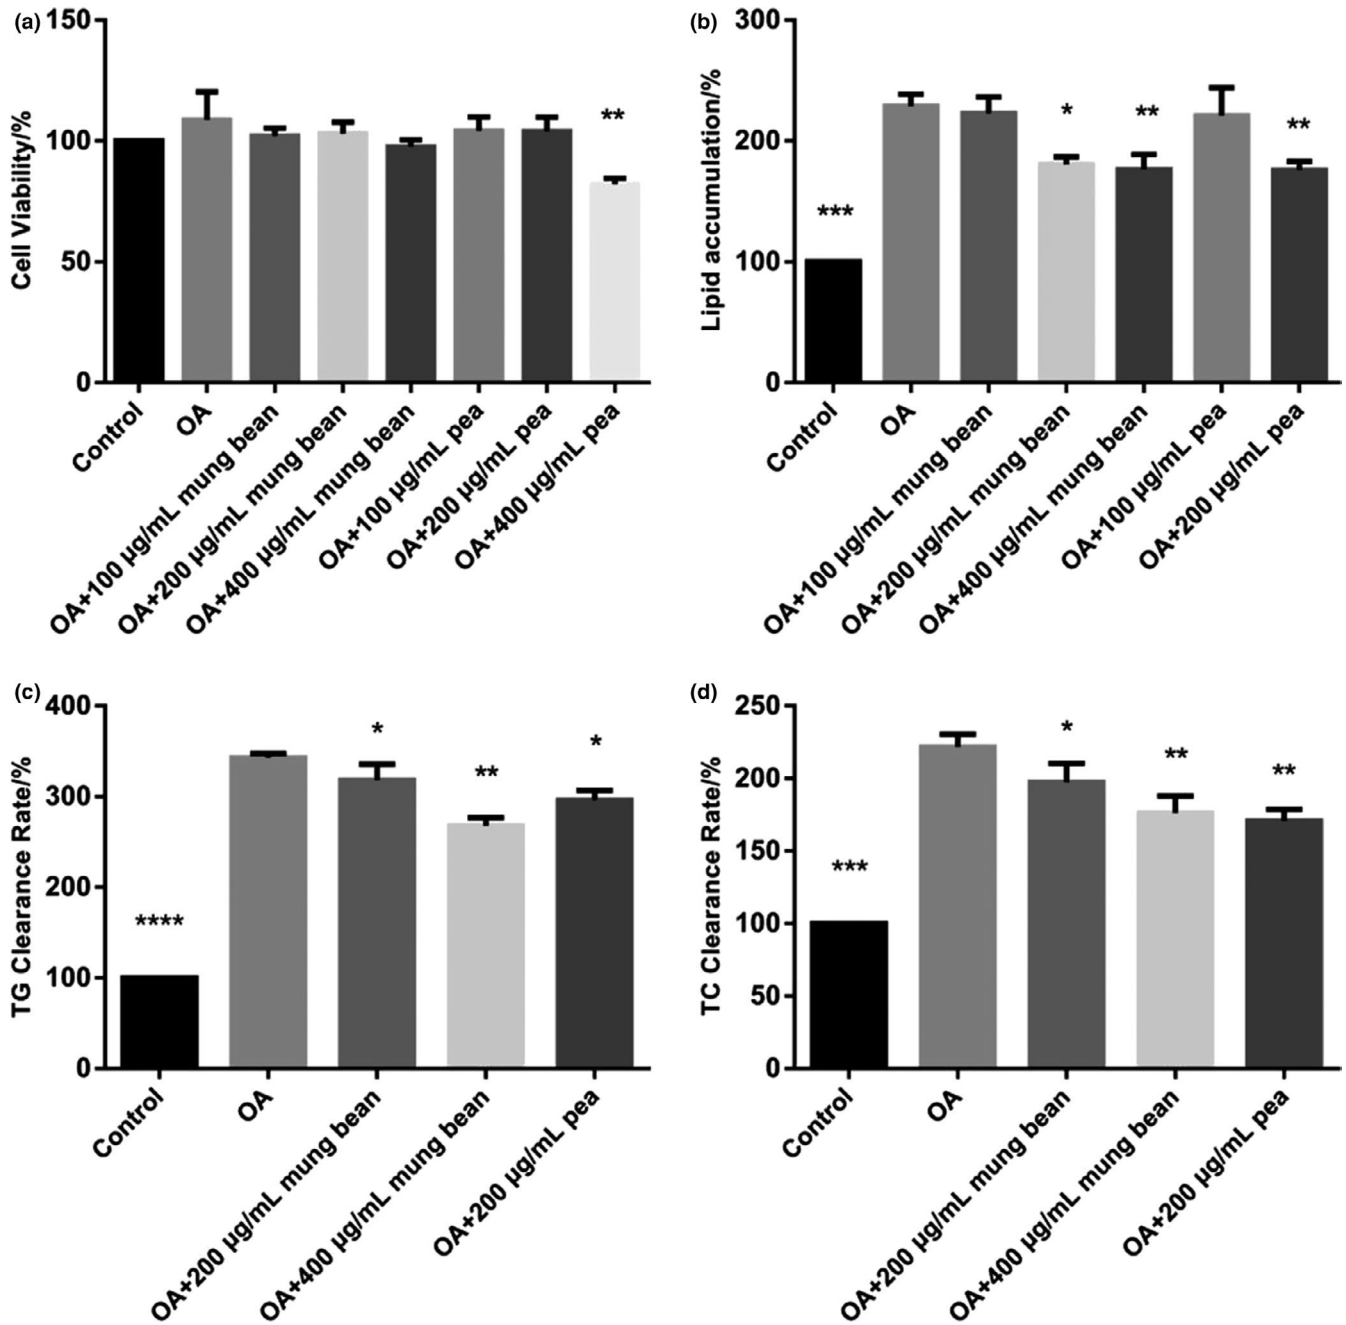 (a)
Cell Viability/%
150
100
50
0
**
Control
OA
OA+100 µg/mL mung bean
OA+200 µg/mL mung bean
OA+400 µg/mL mung bean
OA+100 µg/mL pea
OA+200 µg/mL pea
OA+400 µg/mL pea
(b)
Lipid accumulation/%
300
200
100
0
***
*
**
**
Control
OA
OA+100 µg/mL mung bean
OA+200 µg/mL mung bean
OA+400 µg/mL mung bean
OA+100 µg/mL pea
OA+200 µg/mL pea
(c)
TG Clearance Rate/%
400
300
200
100
0
****
*
**
*
Control
OA
OA+200 µg/mL mung bean
OA+400 µg/mL mung bean
OA+200 µg/mL pea
(d)
TC Clearance Rate/%
250
200
150
100
50
0
***
*
**
**
Control
OA
OA+200 µg/mL mung bean
OA+400 µg/mL mung bean
OA+200 µg/mL pea